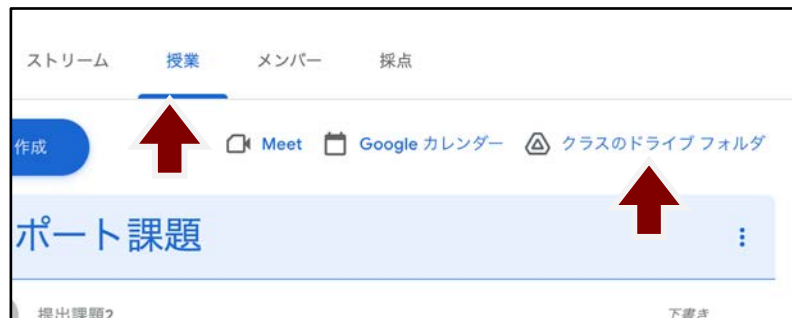 ストリーム 授業 メンバー 採点
作成 Meet Google カレンダー クラスのドライブ フォルダ
ポート課題
提出課題2 下書き